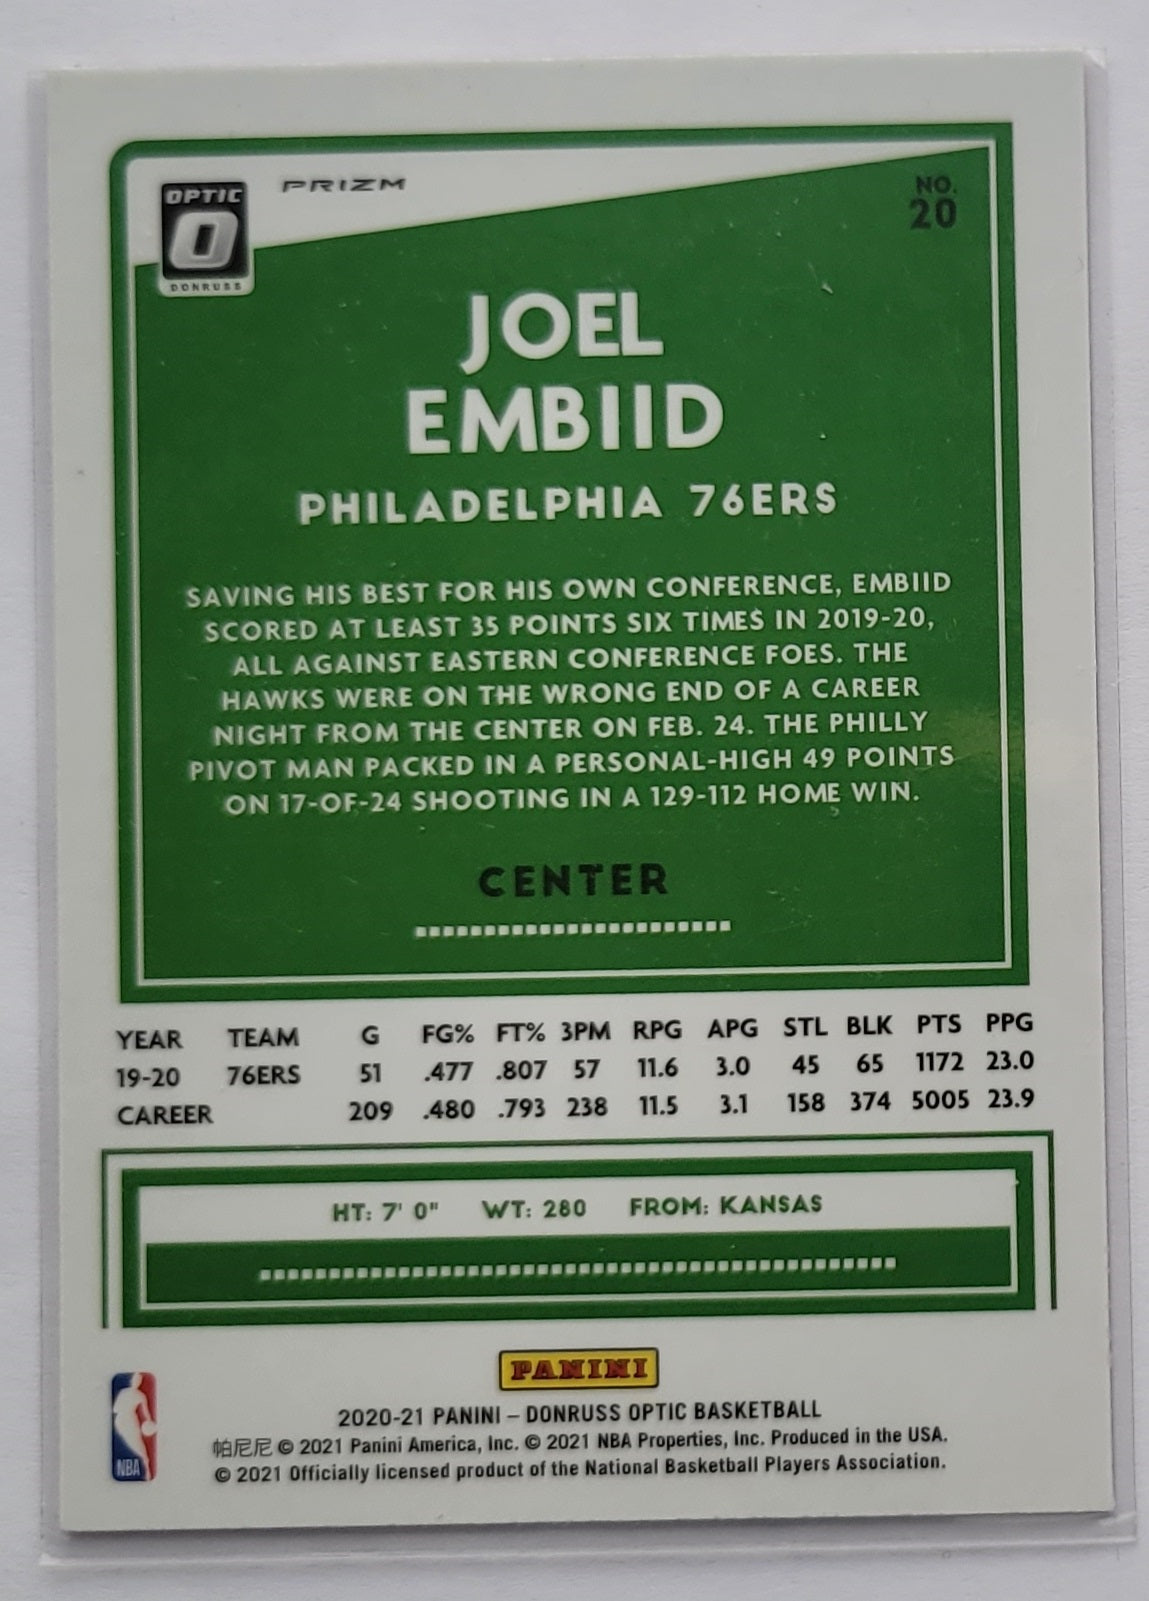 OPTIC
DONRUSS
PRIZM
NO.
20
JOEL
EMBIID
PHILADELPHIA 76ERS
SAVING HIS BEST FOR HIS OWN CONFERENCE, EMBIID
SCORED AT LEAST 35 POINTS SIX TIMES IN 2019-20,
ALL AGAINST EASTERN CONFERENCE FOES. THE
HAWKS WERE ON THE WRONG END OF A CAREER
NIGHT FROM THE CENTER ON FEB. 24. THE PHILLY
PIVOT MAN PACKED IN A PERSONAL-HIGH 49 POINTS
ON 17-OF-24 SHOOTING IN A 129-112 HOME WIN.
CENTER
YEAR TEAM G FG% FT% 3PM RPG APG STL BLK PTS PPG
19-20 76ERS 51 .477 .807 57 11.6 3.0 45 65 1172 23.0
CAREER 209 .480 .793 238 11.5 3.1 158 374 5005 23.9
HT: 7' 0" WT: 280 FROM: KANSAS
PANINI
2020-21 PANINI – DONRUSS OPTIC BASKETBALL
帕尼尼 © 2021 Panini America, Inc. © 2021 NBA Properties, Inc. Produced in the USA.
© 2021 Officially licensed product of the National Basketball Players Association.
NBA